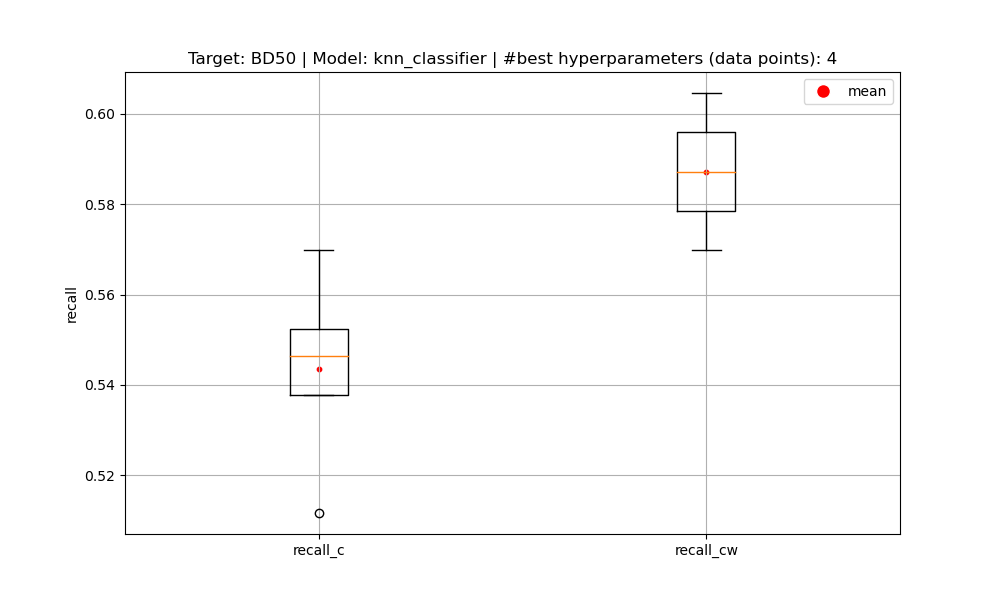 Target: BD50 | Model: knn_classifier | #best hyperparameters (data points): 4
mean
0.60
0.58
0.56
0.54
0.52
recall
recall_c
recall_cw